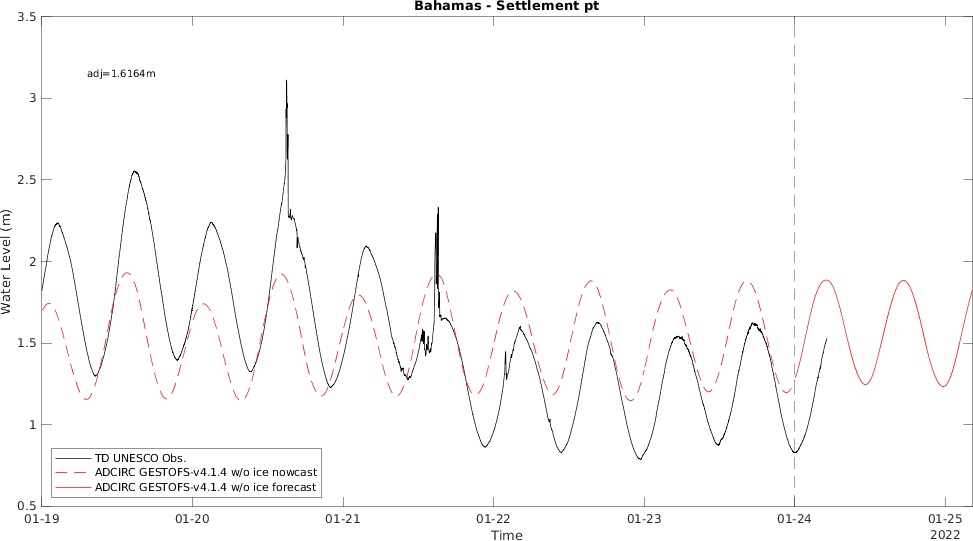 Bahamas - Settlement pt
3.5
adj=1.6164m
3
2.5
2
Water Level (m)
1.5
1
TD UNESCO Obs.
ADCIRC GESTOFS-v4.1.4 w/o ice nowcast
ADCIRC GESTOFS-v4.1.4 w/o ice forecast
0.5
01-19 01-20 01-21 01-22 01-23 01-24 01-25
Time 2022